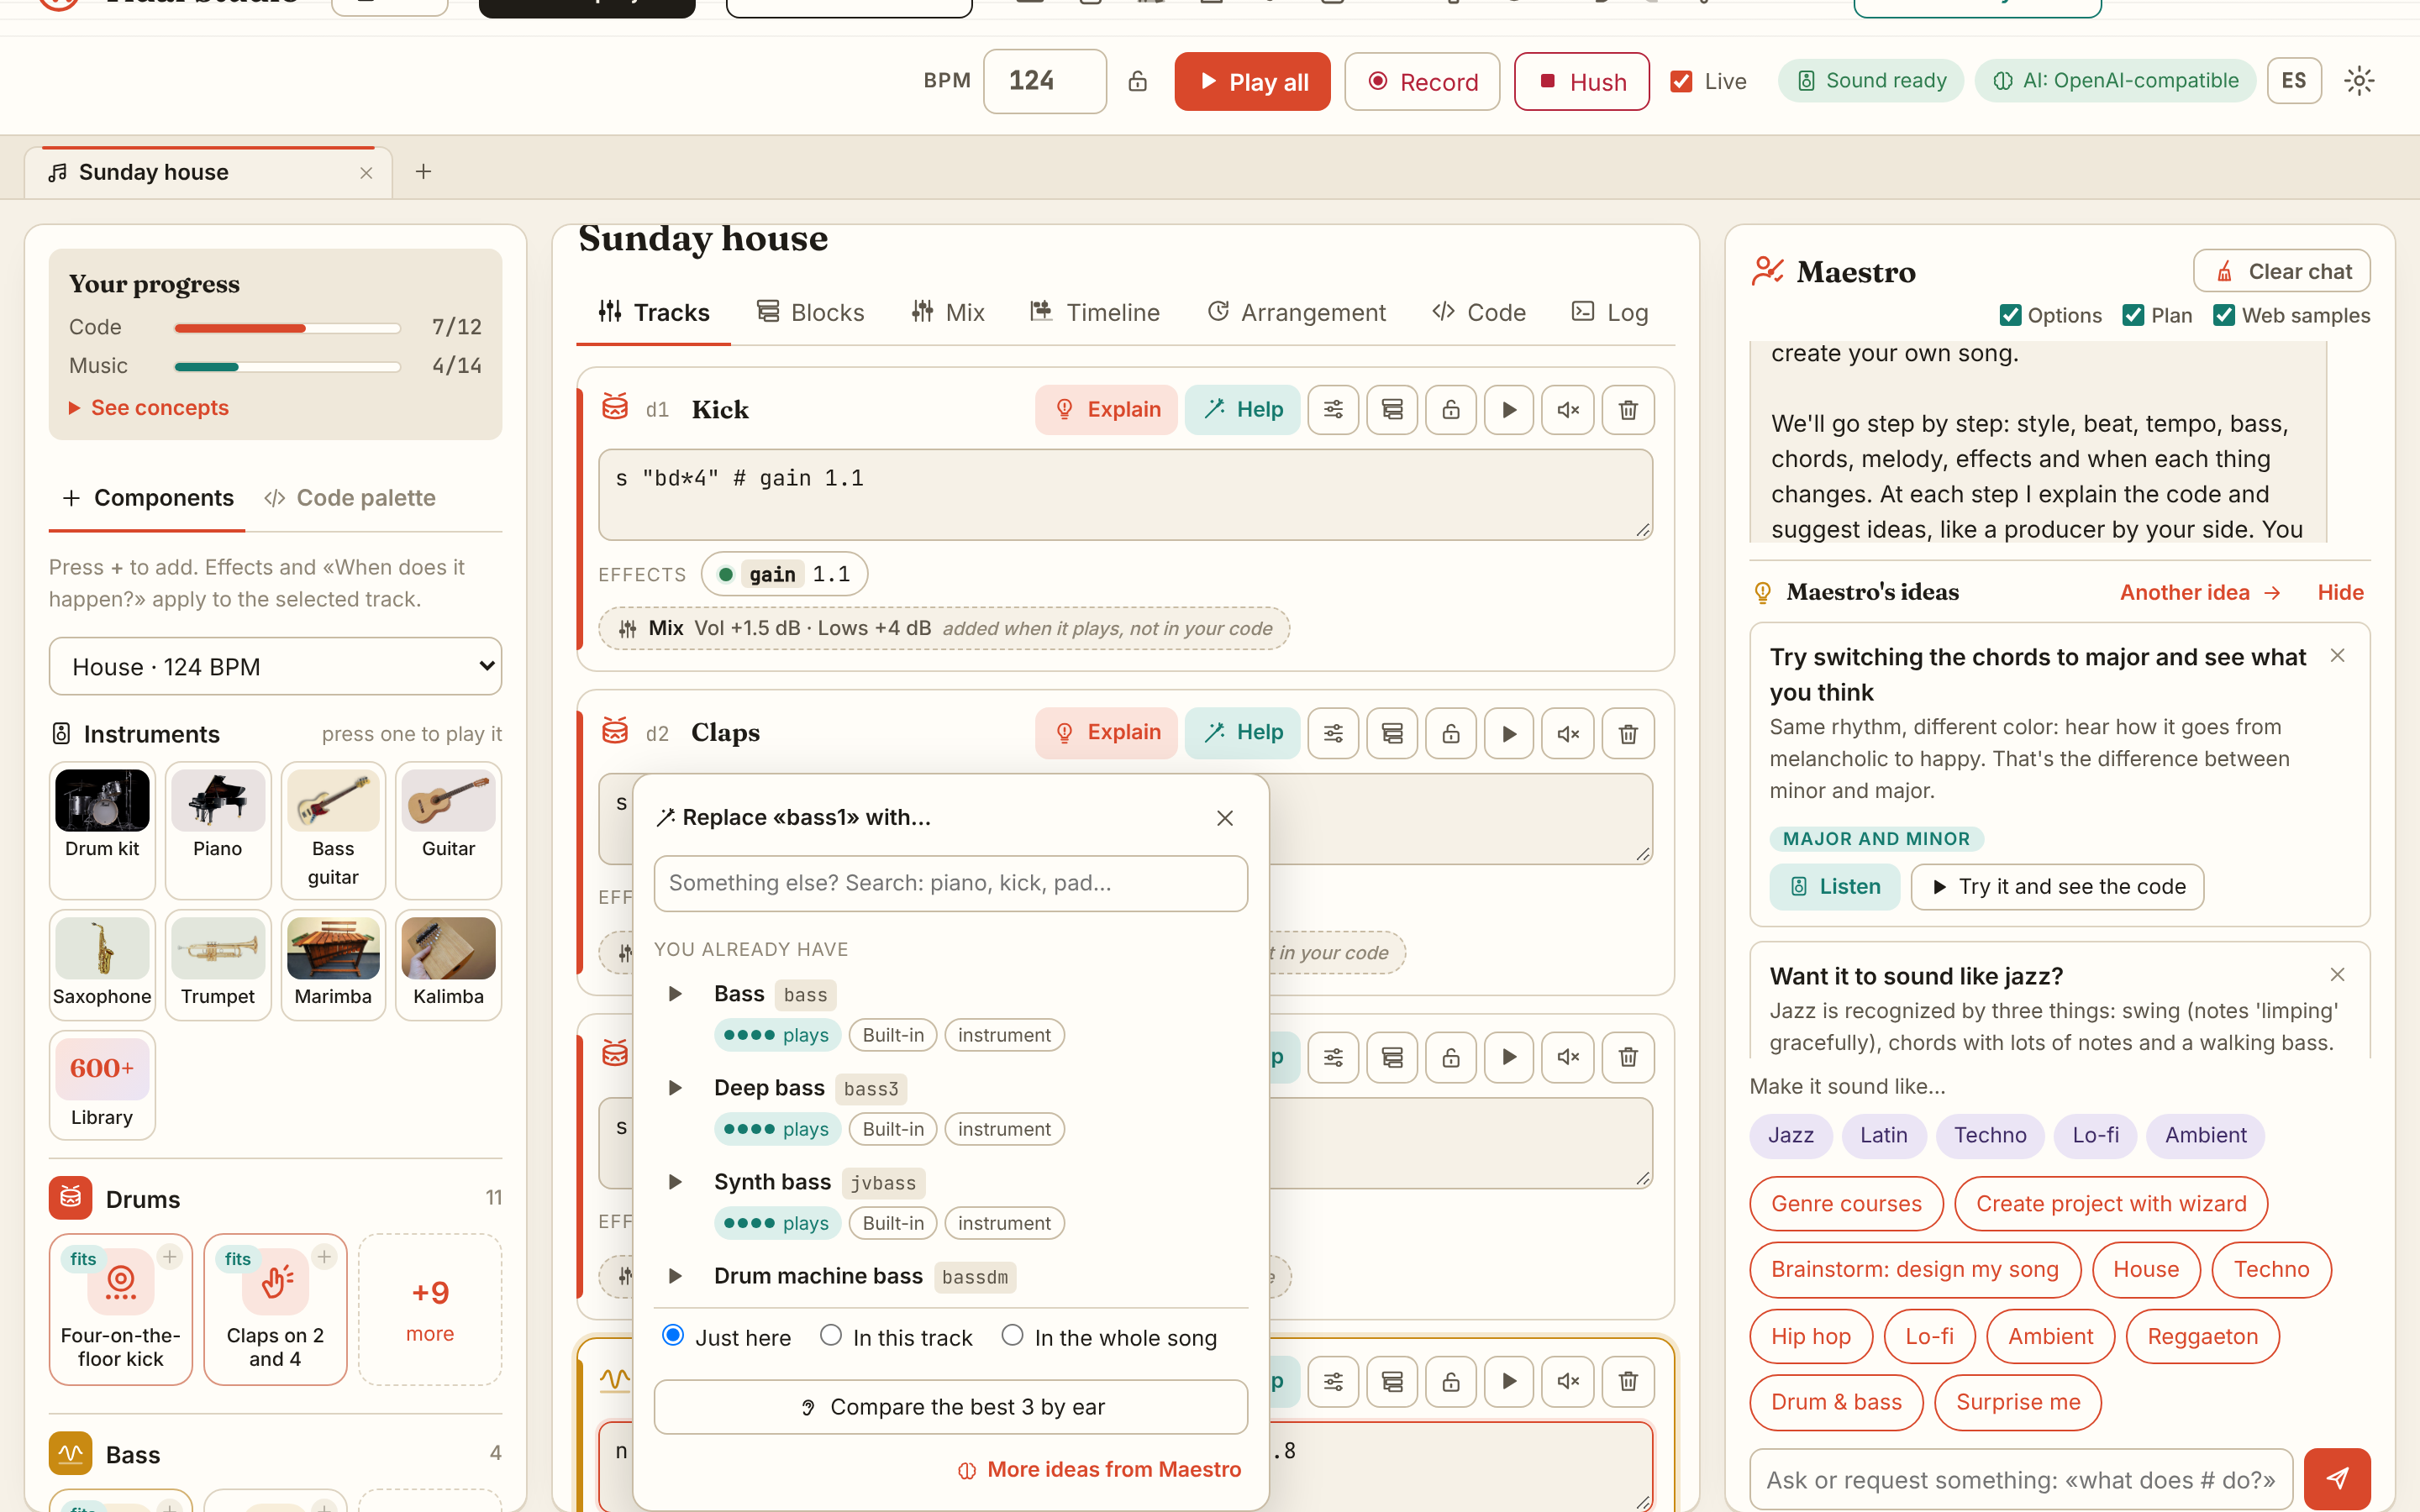 BPM
124
Play all
Record
Hush
Live
Sound ready
AI: OpenAI-compatible
ES
Sunday house
Your progress
Code 7/12
Music 4/14
See concepts
Components
Code palette
Press + to add. Effects and «When does it
happen?» apply to the selected track.
House · 124 BPM
Instruments
press one to play it
Drum kit
Piano
Bass
guitar
Guitar
Saxophone
Trumpet
Marimba
Kalimba
600+
Library
Drums
11
fits
Four-on-the-
floor kick
fits
Claps on 2
and 4
+9
more
Bass
4
fits
Sunday house
Tracks
Blocks
Mix
Timeline
Arrangement
Code
Log
d1 Kick
Explain
Help
s "bd*4" # gain 1.1
EFFECTS
gain 1.1
Mix Vol +1.5 dB · Lows +4 dB added when it plays, not in your code
d2 Claps
Explain
Help
s
EFF
t in your code
Replace «bass1» with...
Something else? Search: piano, kick, pad...
YOU ALREADY HAVE
Bass bass
plays
Built-in
instrument
Deep bass bass3
plays
Built-in
instrument
Synth bass jvbass
plays
Built-in
instrument
Drum machine bass bassdm
Just here
In this track
In the whole song
Compare the best 3 by ear
More ideas from Maestro
p
s
EFF
e
p
n
.8
Maestro
Clear chat
Options
Plan
Web samples
create your own song.
We'll go step by step: style, beat, tempo, bass,
chords, melody, effects and when each thing
changes. At each step I explain the code and
suggest ideas, like a producer by your side. You
Maestro's ideas
Another idea →
Hide
Try switching the chords to major and see what
you think
Same rhythm, different color: hear how it goes from
melancholic to happy. That's the difference between
minor and major.
MAJOR AND MINOR
Listen
Try it and see the code
Want it to sound like jazz?
Jazz is recognized by three things: swing (notes 'limping'
gracefully), chords with lots of notes and a walking bass.
Make it sound like...
Jazz
Latin
Techno
Lo-fi
Ambient
Genre courses
Create project with wizard
Brainstorm: design my song
House
Techno
Hip hop
Lo-fi
Ambient
Reggaeton
Drum & bass
Surprise me
Ask or request something: «what does # do?»